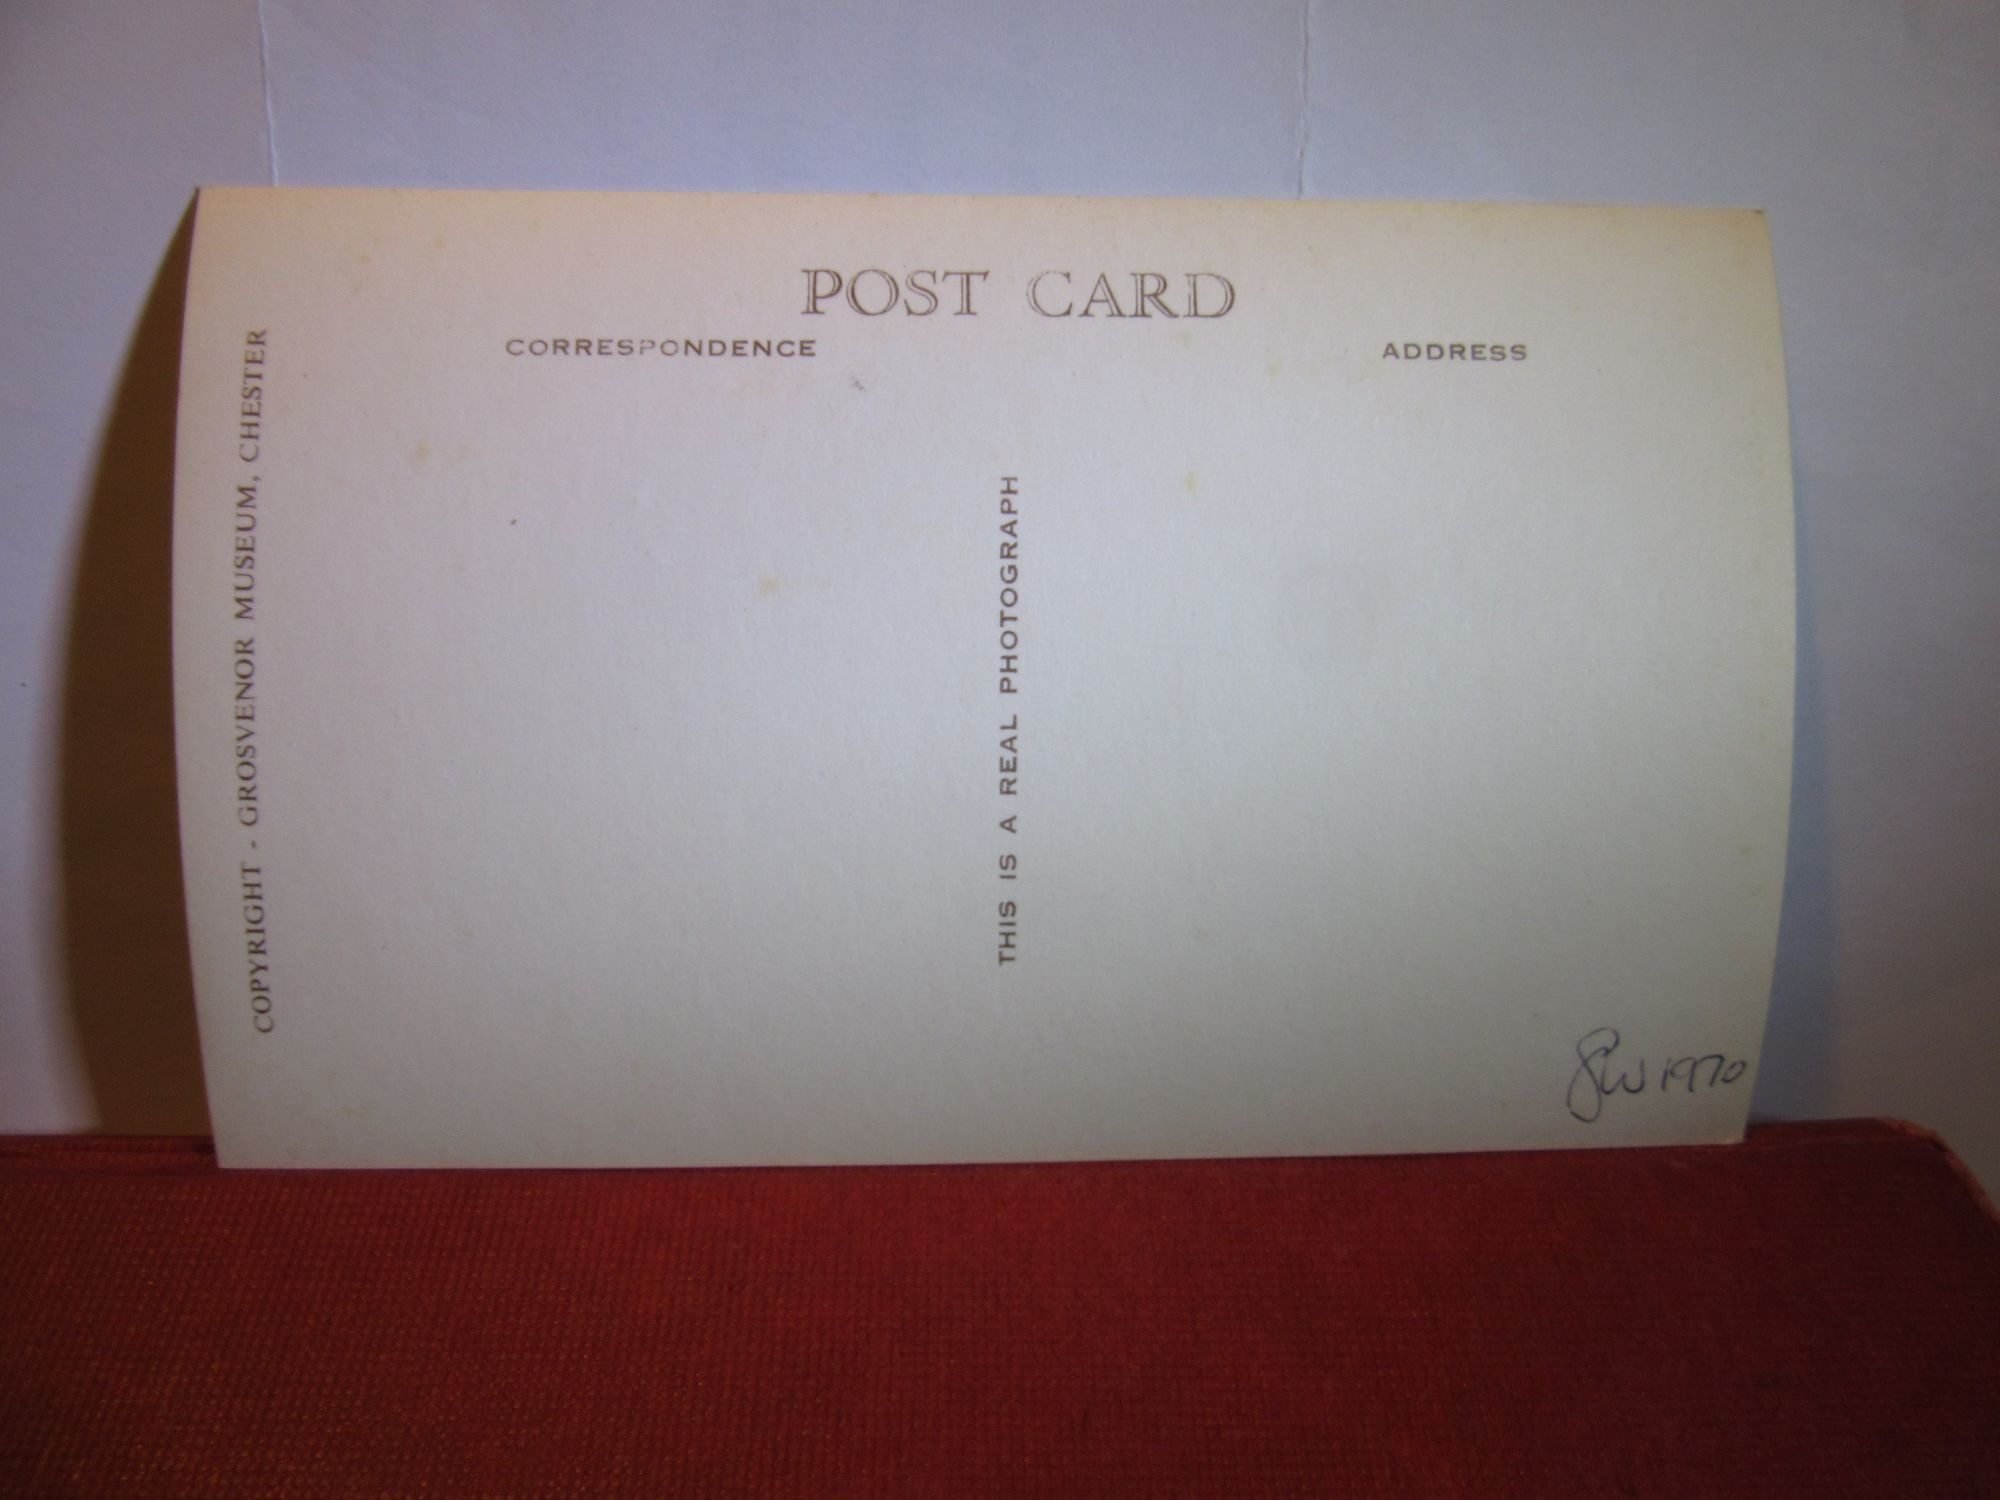 POST CARD
CORRESPONDENCE
ADDRESS
COPYRIGHT - GROSVENOR MUSEUM, CHESTER
THIS IS A REAL PHOTOGRAPH
1970